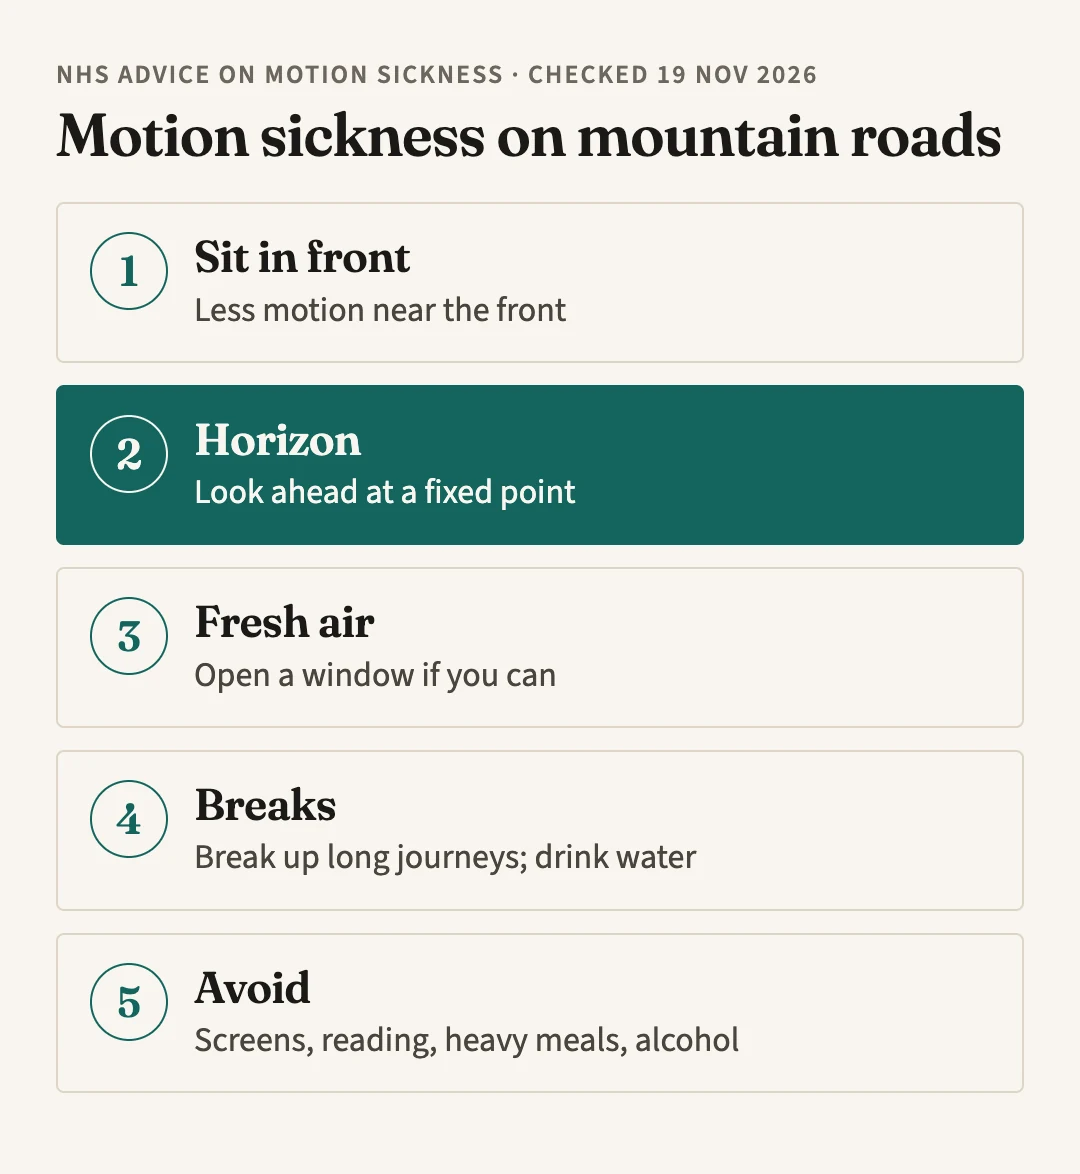 NHS ADVICE ON MOTION SICKNESS · CHECKED 19 NOV 2026
Motion sickness on mountain roads
1
Sit in front
Less motion near the front
2
Horizon
Look ahead at a fixed point
3
Fresh air
Open a window if you can
4
Breaks
Break up long journeys; drink water
5
Avoid
Screens, reading, heavy meals, alcohol